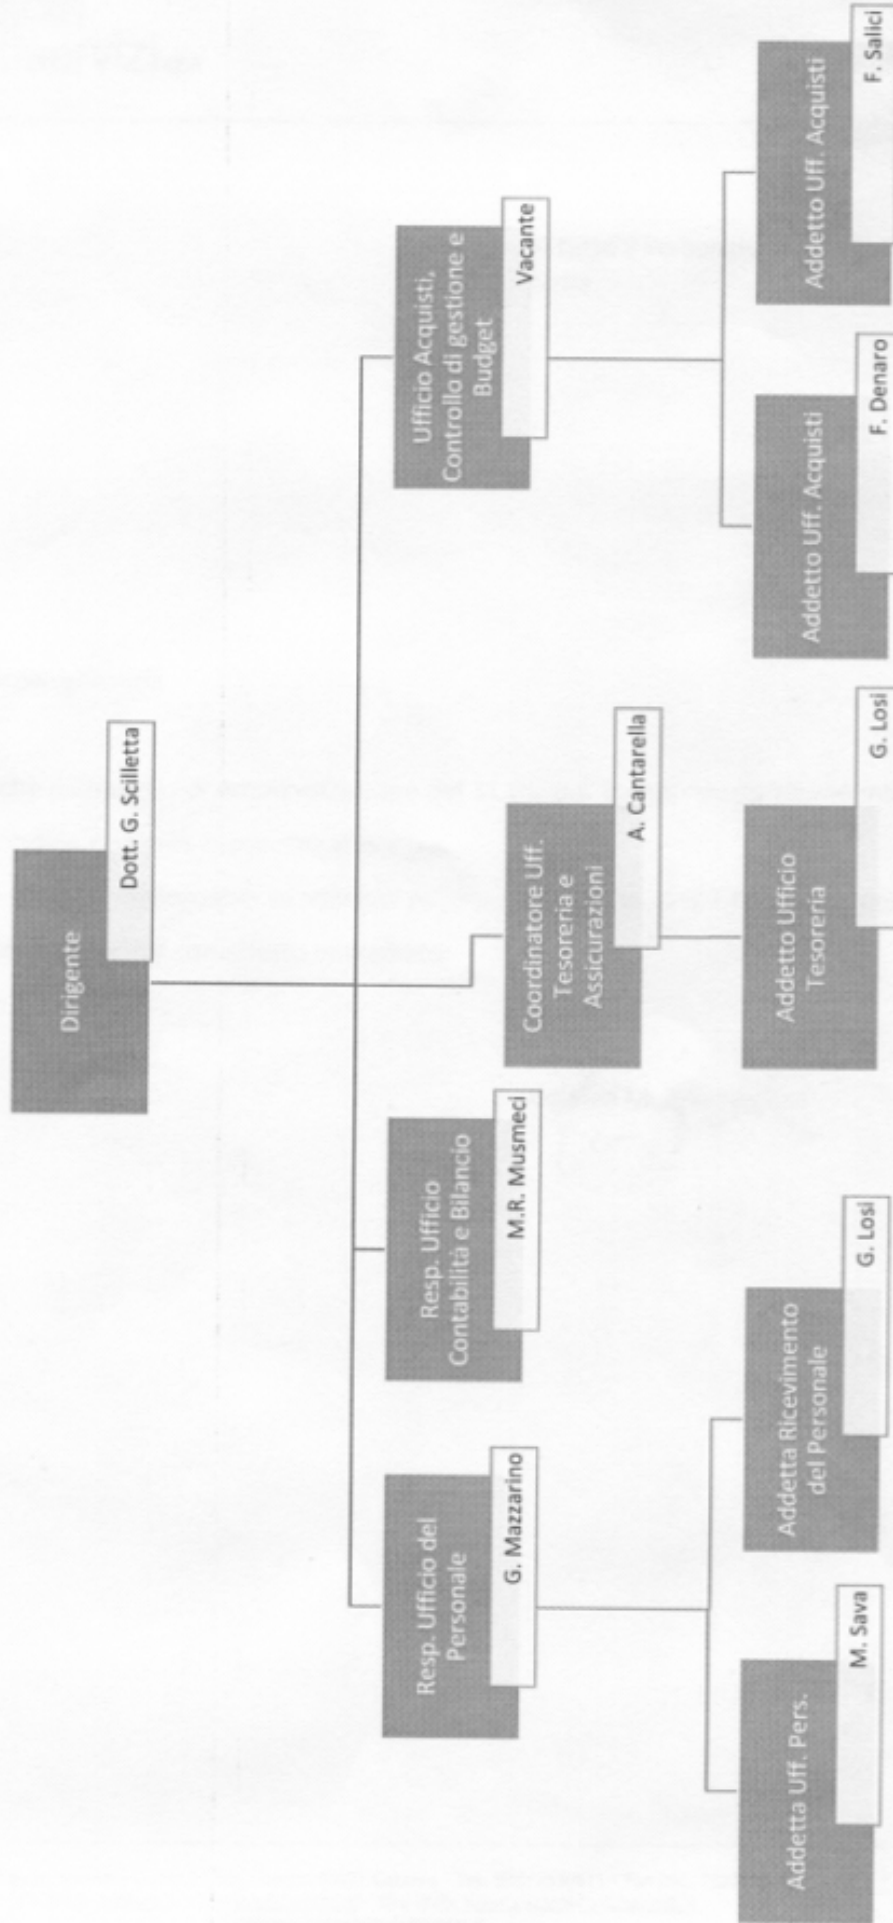 Dirigente
Dott. G. Scilletta
Resp. Ufficio del
Personale
G. Mazzarino
Resp. Ufficio
Contabilità e Bilancio
M.R. Musmeci
Coordinatore Uff.
Tesoreria e
Assicurazioni
A. Cantarella
Ufficio Acquisti,
Controllo di gestione e
Budget
Vacante
Addetta Uff. Pers.
M. Sava
Addetta Ricevimento
del Personale
G. Losi
Addetto Ufficio
Tesoreria
G. Losi
Addetto Uff. Acquisti
F. Denaro
Addetto Uff. Acquisti
F. Salici